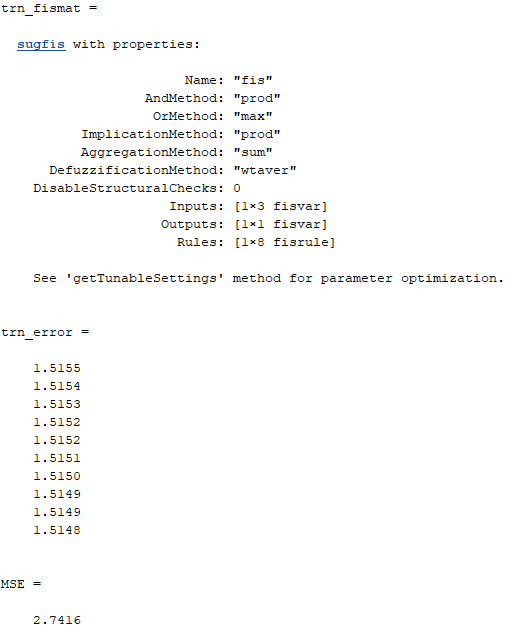 trn_fismat =
sugfis with properties:
Name: "fis"
AndMethod: "prod"
OrMethod: "max"
ImplicationMethod: "prod"
AggregationMethod: "sum"
DefuzzificationMethod: "wtaver"
DisableStructuralChecks: 0
Inputs: [1×3 fisvar]
Outputs: [1×1 fisvar]
Rules: [1×8 fisrule]
See 'getTunableSettings' method for parameter optimization.
trn_error =
1.5155
1.5154
1.5153
1.5152
1.5152
1.5151
1.5150
1.5149
1.5149
1.5148
MSE =
2.7416